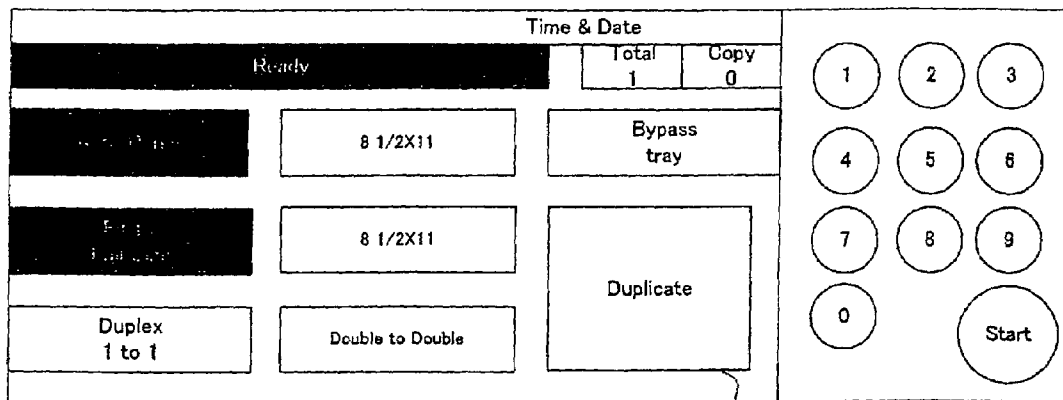 Time & Date
Ready
Total
1
Copy
0
8 1/2X11
Bypass
tray
8 1/2X11
Duplicate
Duplex
1 to 1
Double to Double
1
2
3
4
5
6
7
8
9
0
Start